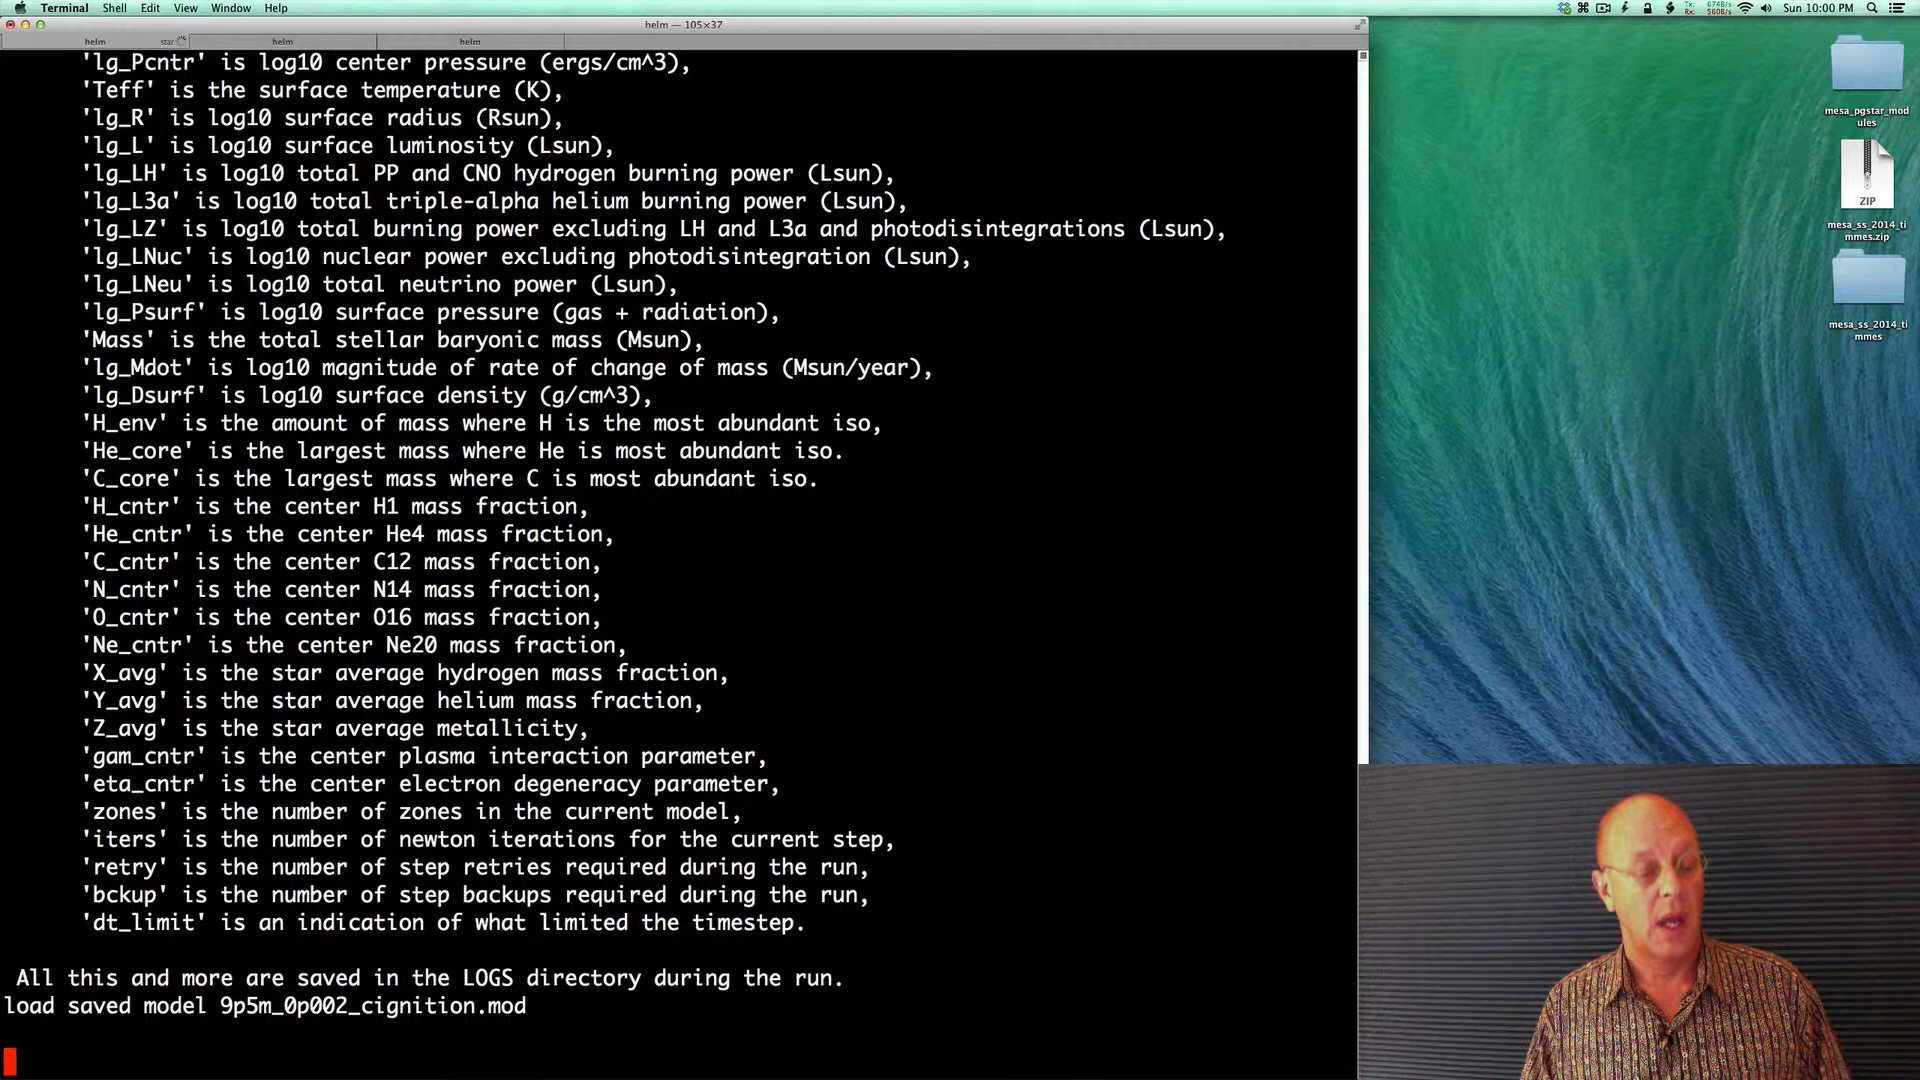 Terminal Shell Edit View Window Help
Tx: 674B/s
Rx: 560B/s
Sun 10:00 PM
helm — 105×37
helm star helm helm
'lg_Pcntr' is log10 center pressure (ergs/cm^3),
'Teff' is the surface temperature (K),
'lg_R' is log10 surface radius (Rsun),
'lg_L' is log10 surface luminosity (Lsun),
'lg_LH' is log10 total PP and CNO hydrogen burning power (Lsun),
'lg_L3a' is log10 total triple-alpha helium burning power (Lsun),
'lg_LZ' is log10 total burning power excluding LH and L3a and photodisintegrations (Lsun),
'lg_LNuc' is log10 nuclear power excluding photodisintegration (Lsun),
'lg_LNeu' is log10 total neutrino power (Lsun),
'lg_Psurf' is log10 surface pressure (gas + radiation),
'Mass' is the total stellar baryonic mass (Msun),
'lg_Mdot' is log10 magnitude of rate of change of mass (Msun/year),
'lg_Dsurf' is log10 surface density (g/cm^3),
'H_env' is the amount of mass where H is the most abundant iso,
'He_core' is the largest mass where He is most abundant iso.
'C_core' is the largest mass where C is most abundant iso.
'H_cntr' is the center H1 mass fraction,
'He_cntr' is the center He4 mass fraction,
'C_cntr' is the center C12 mass fraction,
'N_cntr' is the center N14 mass fraction,
'O_cntr' is the center O16 mass fraction,
'Ne_cntr' is the center Ne20 mass fraction,
'X_avg' is the star average hydrogen mass fraction,
'Y_avg' is the star average helium mass fraction,
'Z_avg' is the star average metallicity,
'gam_cntr' is the center plasma interaction parameter,
'eta_cntr' is the center electron degeneracy parameter,
'zones' is the number of zones in the current model,
'iters' is the number of newton iterations for the current step,
'retry' is the number of step retries required during the run,
'bckup' is the number of step backups required during the run,
'dt_limit' is an indication of what limited the timestep.
All this and more are saved in the LOGS directory during the run.
load saved model 9p5m_0p002_cignition.mod
mesa_pgstar_mod
ules
ZIP
mesa_ss_2014_ti
mmes.zip
mesa_ss_2014_ti
mmes